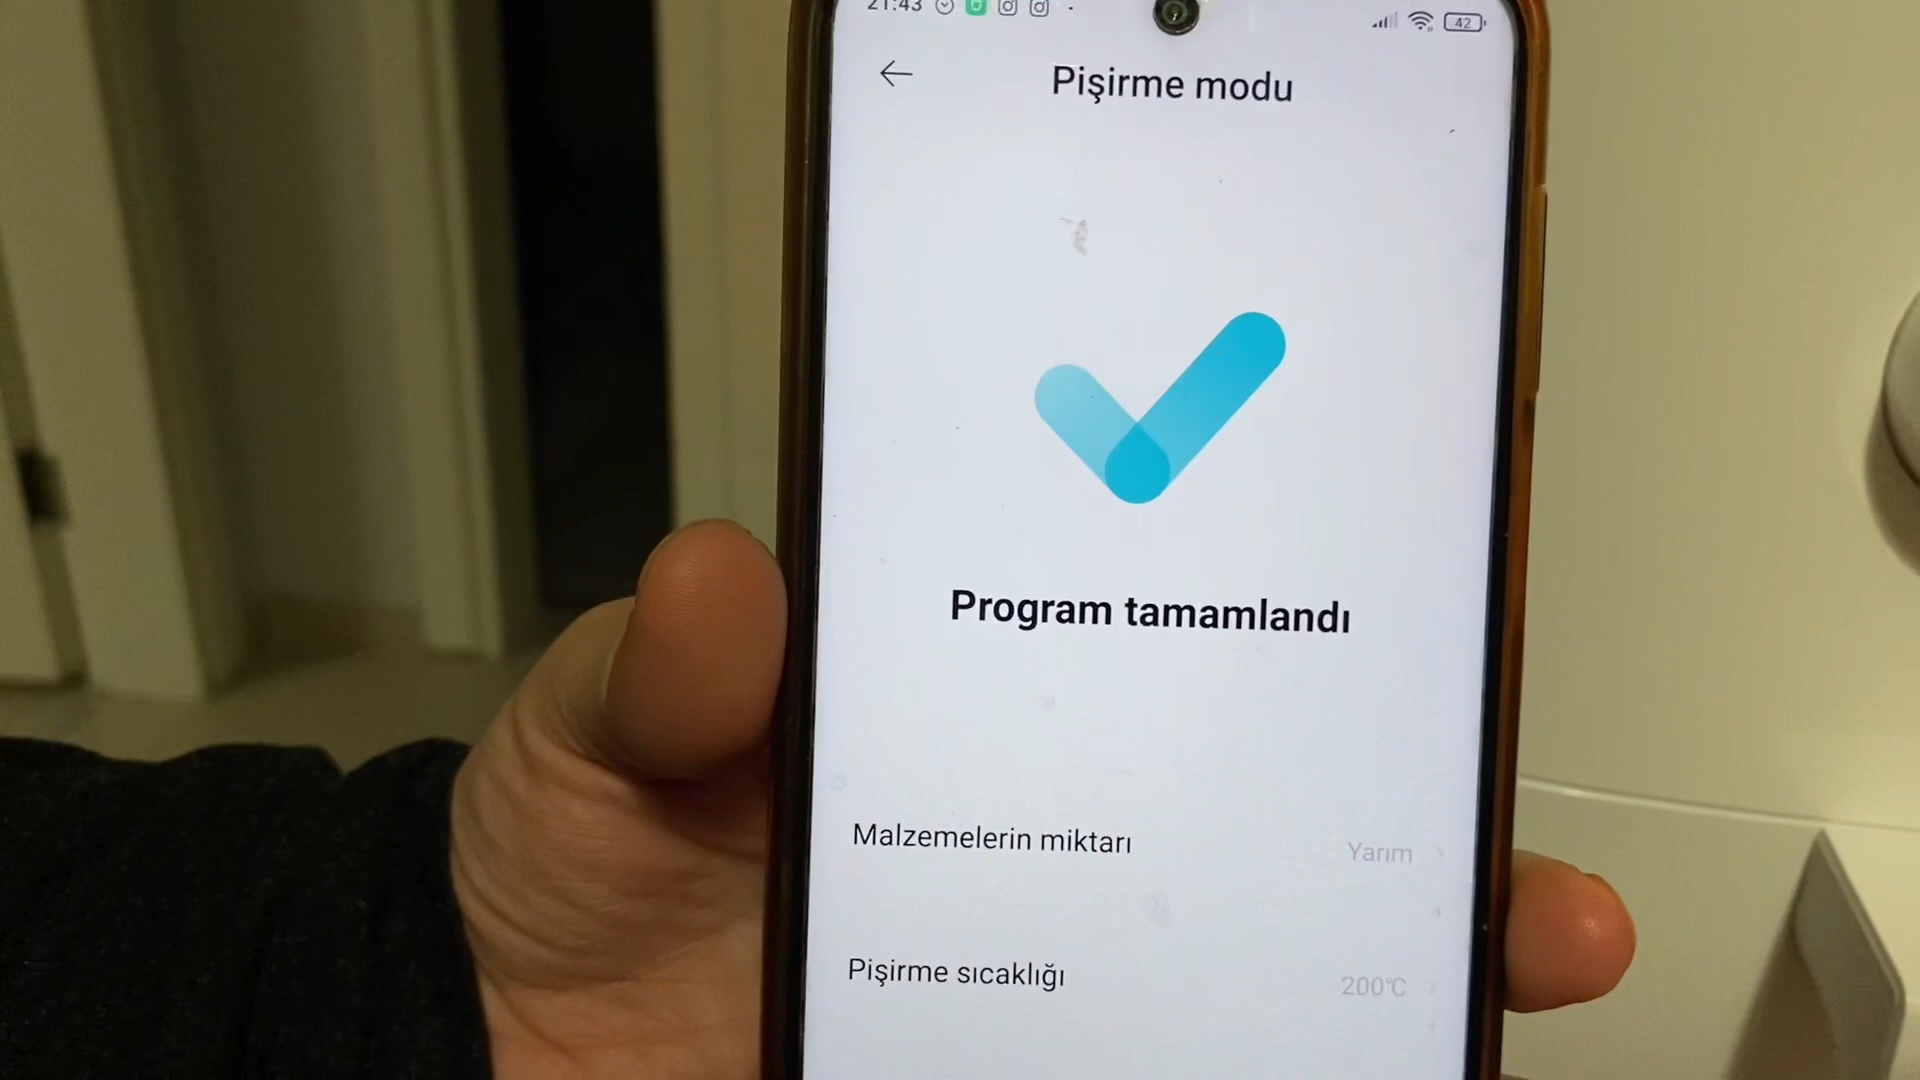 21:43
42
Pişirme modu
Program tamamlandı
Malzemelerin miktarı Yarım
Pişirme sıcaklığı 200℃